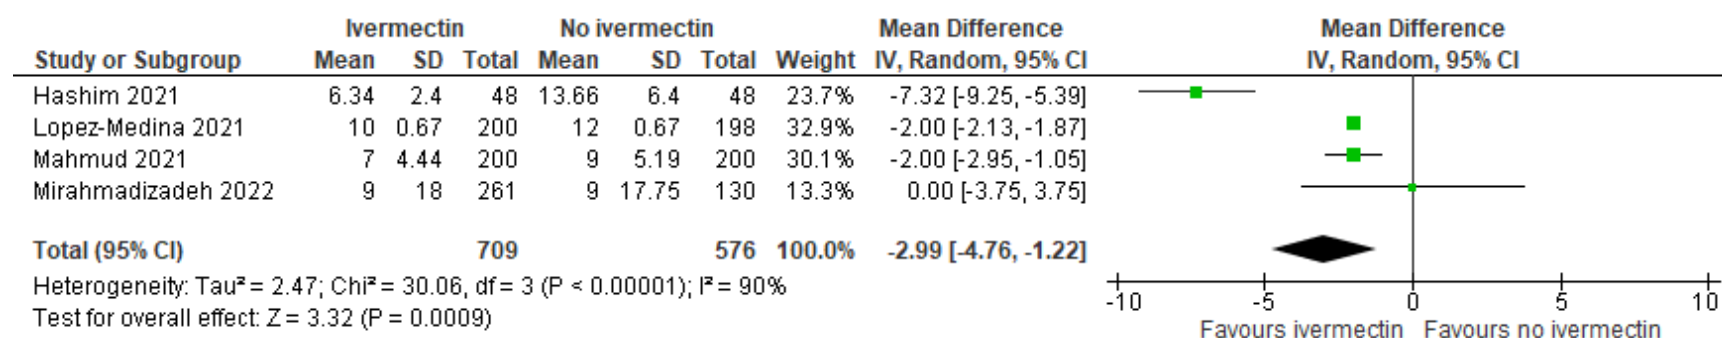 Ivermectin No ivermectin Mean Difference Mean Difference
Study or Subgroup Mean SD Total Mean SD Total Weight IV, Random, 95% CI IV, Random, 95% CI
Hashim 2021 6.34 2.4 48 13.66 6.4 48 23.7% -7.32 [-9.25, -5.39]
Lopez-Medina 2021 10 0.67 200 12 0.67 198 32.9% -2.00 [-2.13, -1.87]
Mahmud 2021 7 4.44 200 9 5.19 200 30.1% -2.00 [-2.95, -1.05]
Mirahmadizadeh 2022 9 18 261 9 17.75 130 13.3% 0.00 [-3.75, 3.75]
Total (95% CI) 709 576 100.0% -2.99 [-4.76, -1.22]
Heterogeneity: Tau² = 2.47; Chi² = 30.06, df = 3 (P < 0.00001); I² = 90%
Test for overall effect: Z = 3.32 (P = 0.0009)
-10 -5 0 5 10
Favours ivermectin Favours no ivermectin